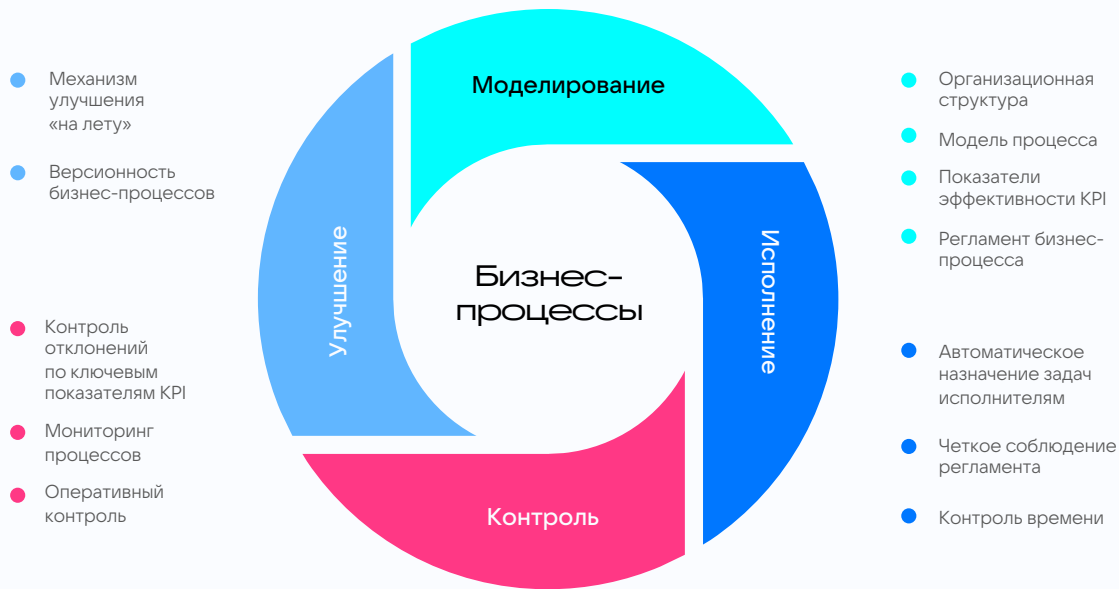 Механизм
улучшения
«на лету»
Версионность
бизнес-процессов
Контроль
отклонений
по ключевым
показателям KPI
Мониторинг
процессов
Оперативный
контроль
Моделирование
Улучшение
Бизнес-
процессы
Исполнение
Контроль
Организационная
структура
Модель процесса
Показатели
эффективности KPI
Регламент бизнес-
процесса
Автоматическое
назначение задач
исполнителям
Четкое соблюдение
регламента
Контроль времени